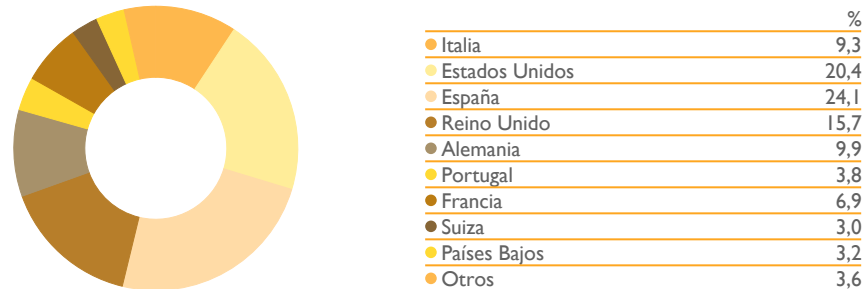 %
Italia 9,3
Estados Unidos 20,4
España 24,1
Reino Unido 15,7
Alemania 9,9
Portugal 3,8
Francia 6,9
Suiza 3,0
Países Bajos 3,2
Otros 3,6